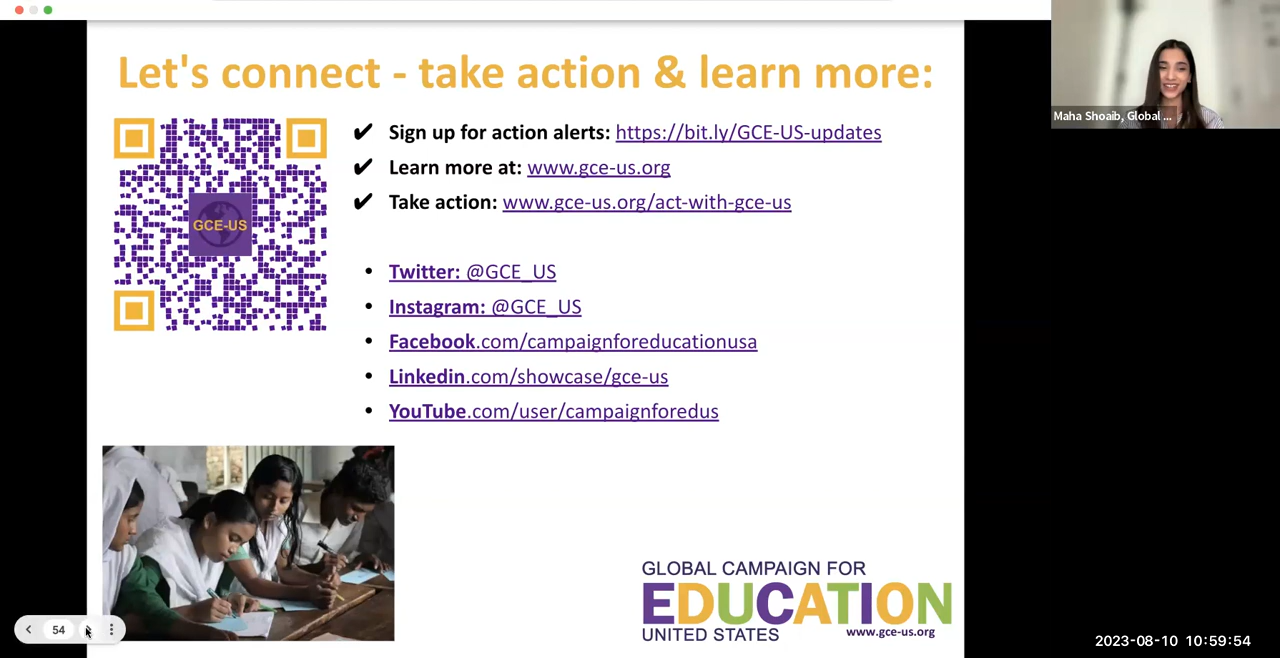 Let's connect - take action & learn more:
✔ Sign up for action alerts: https://bit.ly/GCE-US-updates
✔ Learn more at: www.gce-us.org
✔ Take action: www.gce-us.org/act-with-gce-us
• Twitter: @GCE_US
• Instagram: @GCE_US
• Facebook.com/campaignforeducationusa
• Linkedin.com/showcase/gce-us
• YouTube.com/user/campaignforedus
GCE-US
Maha Shoaib, Global ...
GLOBAL CAMPAIGN FOR
EDUCATION
UNITED STATES
www.gce-us.org
54
2023-08-10 10:59:54